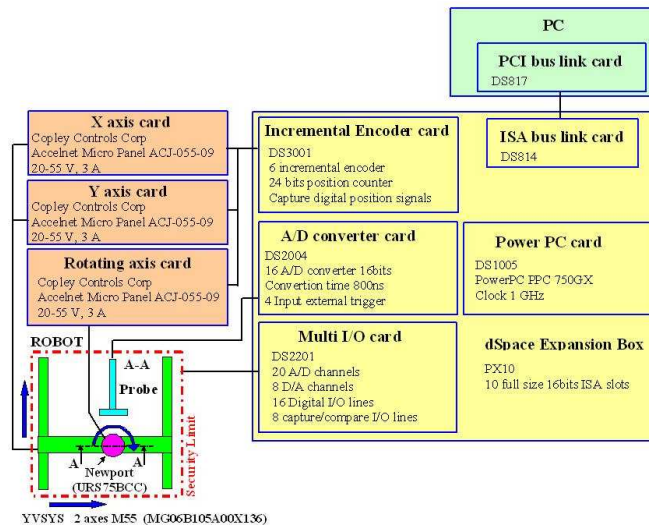 PC
PCI bus link card
DS817
X axis card
Copley Controls Corp
Accelnet Micro Panel ACJ-055-09
20-55 V, 3 A
Y axis card
Copley Controls Corp
Accelnet Micro Panel ACJ-055-09
20-55 V, 3 A
Rotating axis card
Copley Controls Corp
Accelnet Micro Panel ACJ-055-09
20-55 V, 3 A
Incremental Encoder card
DS3001
6 incremental encoder
24 bits position counter
Capture digital position signals
ISA bus link card
DS814
A/D converter card
DS2004
16 A/D converter 16bits
Convertion time 800ns
4 Input external trigger
Power PC card
DS1005
PowerPC PPC 750GX
Clock 1 GHz
Multi I/O card
DS2201
20 A/D channels
8 D/A channels
16 Digital I/O lines
8 capture/compare I/O lines
dSpace Expansion Box
PX10
10 full size 16bits ISA slots
ROBOT
A-A
Probe
A
A
Newport
(URS75BCC)
Security Limit
YVSYS 2 axes M55 (MG06B105A00X136)